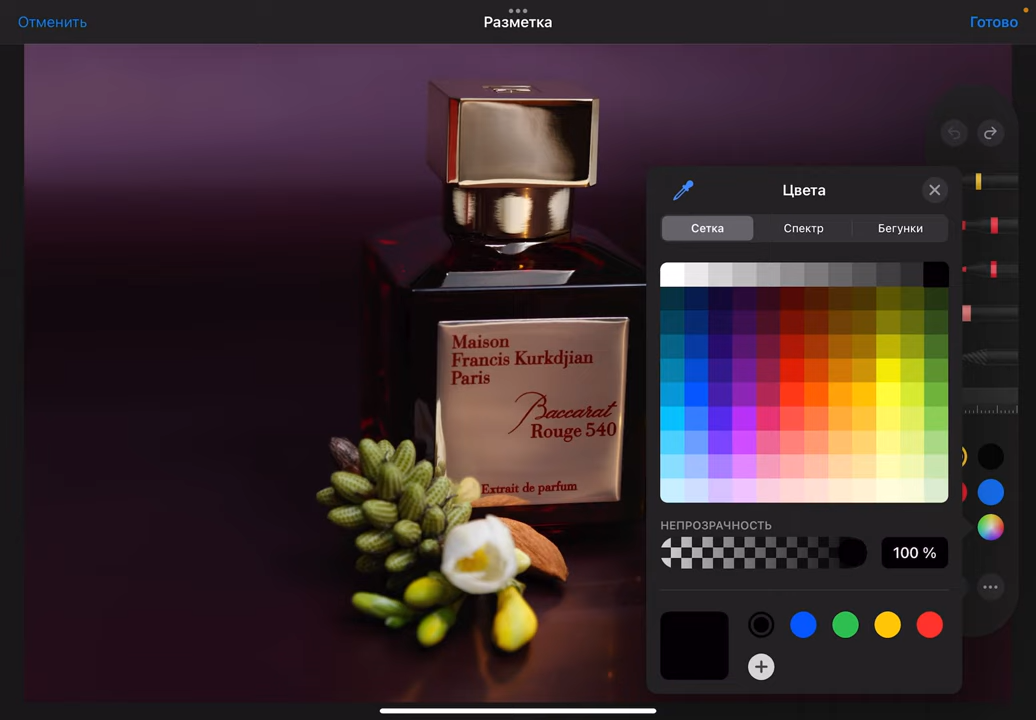 Отменить
Разметка
Готово
Цвета
Сетка
Спектр
Бегунки
Maison
Francis Kurkdjian
Paris
Baccarat
Rouge 540
Extrait de parfum
НЕПРОЗРАЧНОСТЬ
100 %